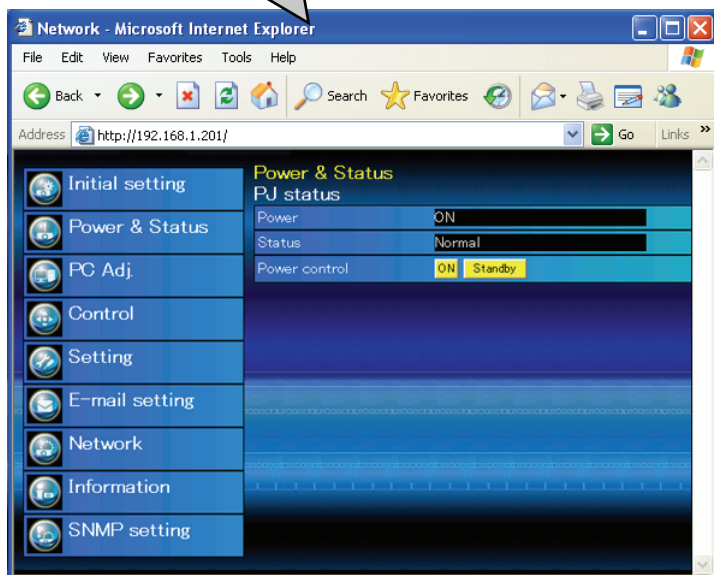 Network - Microsoft Internet Explorer
File Edit View Favorites Tools Help
Back Search Favorites
Address http://192.168.1.201/ Go Links »
Initial setting
Power & Status
PC Adj.
Control
Setting
E-mail setting
Network
Information
SNMP setting
Power & Status
PJ status
Power ON
Status Normal
Power control ON Standby